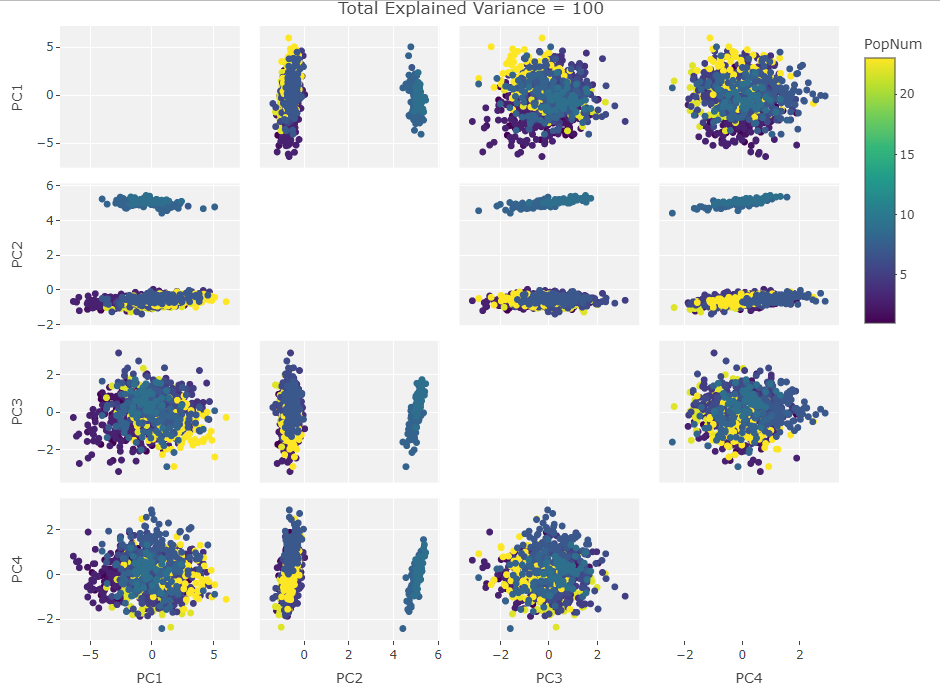 Total Explained Variance = 100
PopNum
5
0
−5
PC1
20
15
10
5
6
4
2
0
−2
PC2
2
0
−2
PC3
2
0
−2
PC4
−5 0 5 0 2 4 6 −2 0 2 −2 0 2
PC1 PC2 PC3 PC4